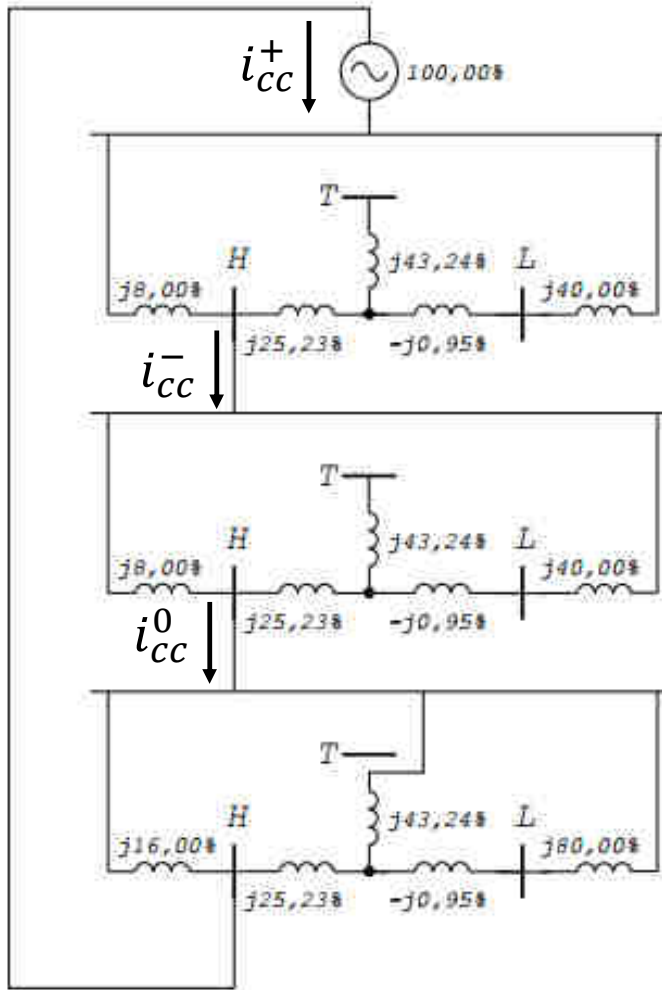 i⁺cc
100,00%
T
H
j43,24%
L
j8,00%
j40,00%
j25,23%
-j0,95%
i⁻cc
T
H
j43,24%
L
j8,00%
j40,00%
j25,23%
-j0,95%
i⁰cc
T
H
j43,24%
L
j16,00%
j80,00%
j25,23%
-j0,95%